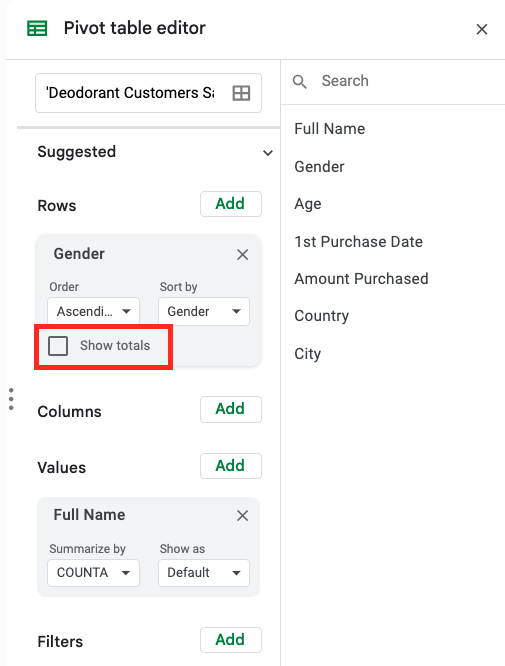 Pivot table editor
'Deodorant Customers Sa
Suggested
Rows
Add
Gender
Order
Sort by
Ascendi...
Gender
Show totals
Columns
Add
Values
Add
Full Name
Summarize by
Show as
COUNTA
Default
Filters
Add
Search
Full Name
Gender
Age
1st Purchase Date
Amount Purchased
Country
City